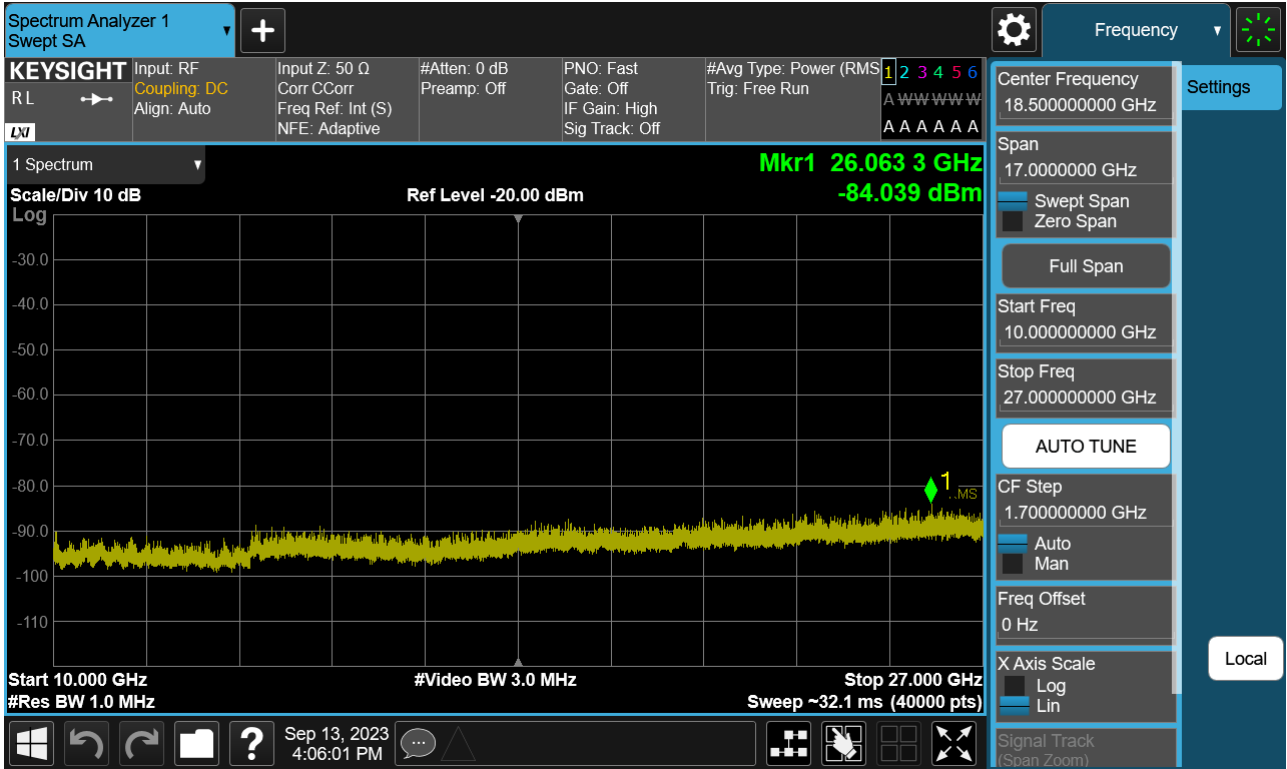 Spectrum Analyzer 1
Swept SA
Frequency
KEYSIGHT
R L
LXI
Input: RF
Coupling: DC
Align: Auto
Input Z: 50 Ω
Corr CCorr
Freq Ref: Int (S)
NFE: Adaptive
#Atten: 0 dB
Preamp: Off
PNO: Fast
Gate: Off
IF Gain: High
Sig Track: Off
#Avg Type: Power (RMS
Trig: Free Run
1 2 3 4 5 6
A W W W W W
A A A A A A
1 Spectrum
Mkr1 26.063 3 GHz
Scale/Div 10 dB
Ref Level -20.00 dBm
-84.039 dBm
Log
-30.0
-40.0
-50.0
-60.0
-70.0
-80.0
-90.0
-100
-110
1
Start 10.000 GHz
#Video BW 3.0 MHz
Stop 27.000 GHz
#Res BW 1.0 MHz
Sweep ~32.1 ms (40000 pts)
Center Frequency
18.500000000 GHz
Span
17.0000000 GHz
Swept Span
Zero Span
Full Span
Start Freq
10.000000000 GHz
Stop Freq
27.000000000 GHz
AUTO TUNE
CF Step
1.700000000 GHz
Auto
Man
Freq Offset
0 Hz
X Axis Scale
Log
Lin
Signal Track
(Span Zoom)
Settings
Local
?
Sep 13, 2023
4:06:01 PM